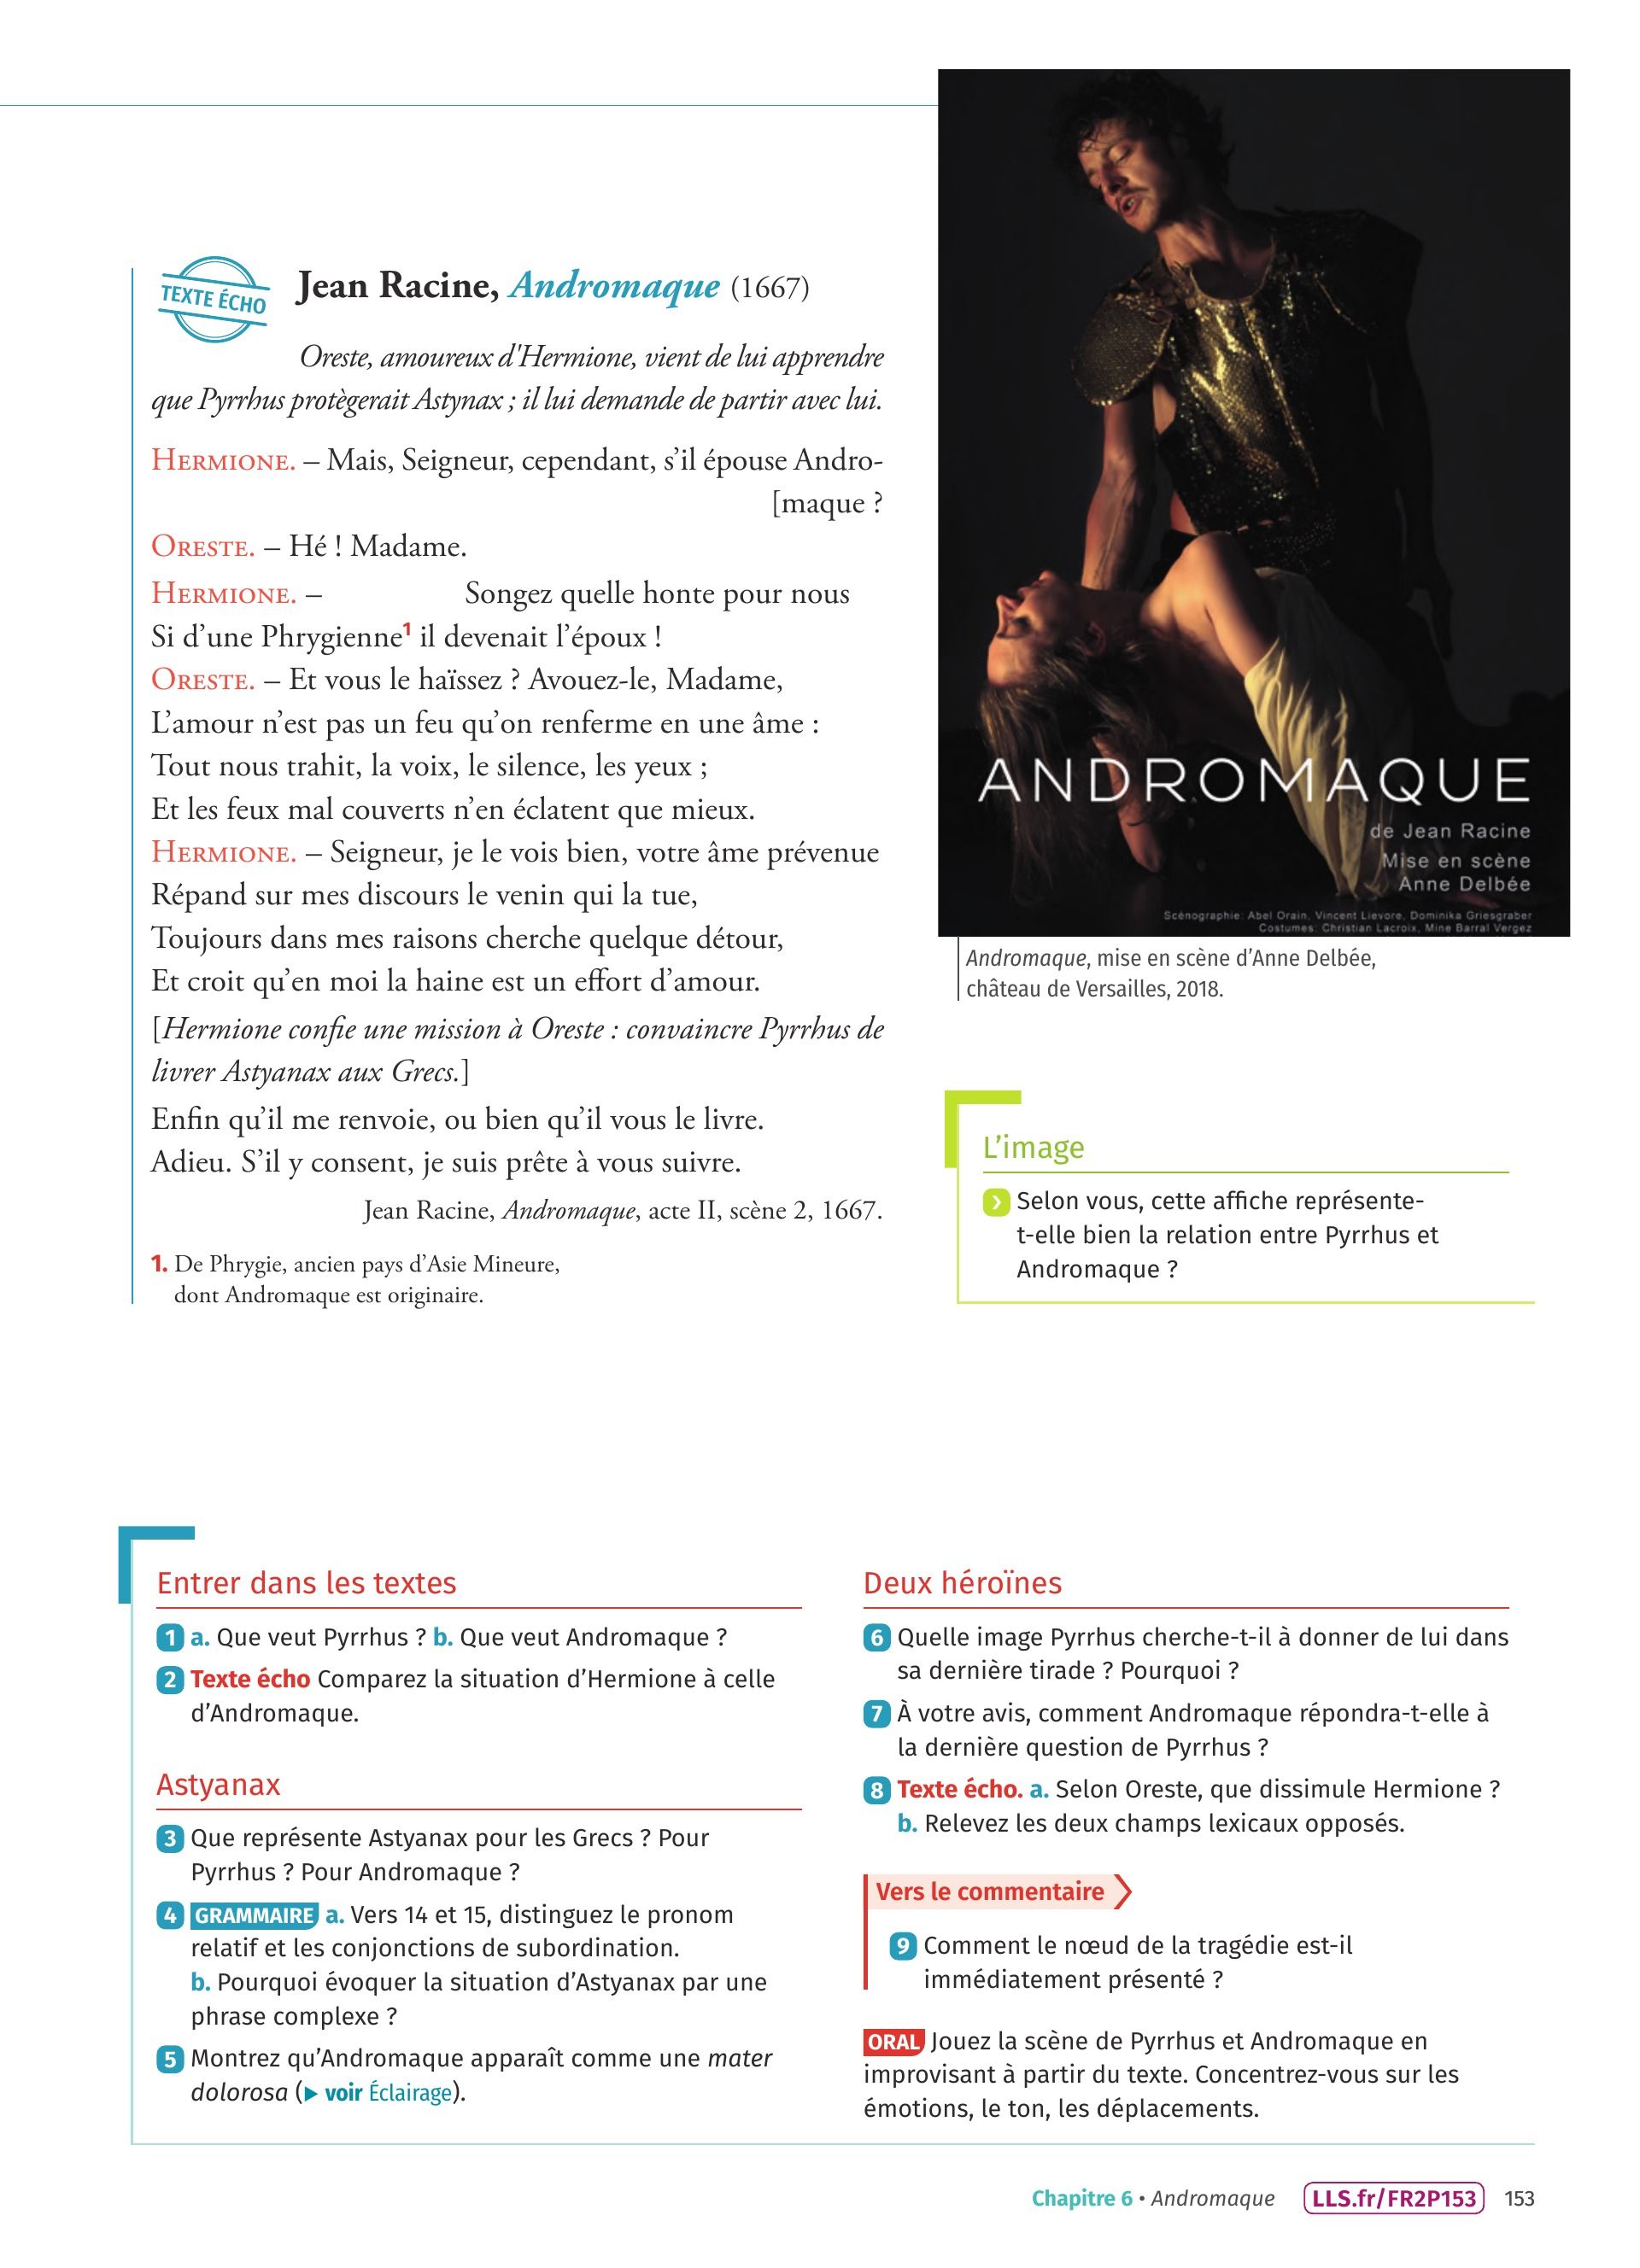 TEXTE ÉCHO
Jean Racine, Andromaque (1667)
Oreste, amoureux d'Hermione, vient de lui apprendre
que Pyrrhus protègerait Astynax ; il lui demande de partir avec lui.
HERMIONE. – Mais, Seigneur, cependant, s’il épouse Andro-
[maque ?
ORESTE. – Hé ! Madame.
HERMIONE. – Songez quelle honte pour nous
Si d’une Phrygienne1 il devenait l’époux !
ORESTE. – Et vous le haïssez ? Avouez-le, Madame,
L’amour n’est pas un feu qu’on renferme en une âme :
Tout nous trahit, la voix, le silence, les yeux ;
Et les feux mal couverts n’en éclatent que mieux.
HERMIONE. – Seigneur, je le vois bien, votre âme prévenue
Répand sur mes discours le venin qui la tue,
Toujours dans mes raisons cherche quelque détour,
Et croit qu’en moi la haine est un effort d’amour.
[Hermione confie une mission à Oreste : convaincre Pyrrhus de
livrer Astyanax aux Grecs.]
Enfin qu’il me renvoie, ou bien qu’il vous le livre.
Adieu. S’il y consent, je suis prête à vous suivre.
Jean Racine, Andromaque, acte II, scène 2, 1667.
1. De Phrygie, ancien pays d’Asie Mineure,
dont Andromaque est originaire.
ANDROMAQUE
de Jean Racine
Mise en scène
Anne Delbée
Scénographie: Abel Orain, Vincent Lievore, Dominika Griesgraber
Costumes: Christian Lacroix, Mine Barral Vergez
Andromaque, mise en scène d’Anne Delbée,
château de Versailles, 2018.
L’image
Selon vous, cette affiche représente-
t-elle bien la relation entre Pyrrhus et
Andromaque ?
Entrer dans les textes
1 a. Que veut Pyrrhus ? b. Que veut Andromaque ?
2 Texte écho Comparez la situation d’Hermione à celle
d’Andromaque.
Astyanax
3 Que représente Astyanax pour les Grecs ? Pour
Pyrrhus ? Pour Andromaque ?
4 GRAMMAIRE a. Vers 14 et 15, distinguez le pronom
relatif et les conjonctions de subordination.
b. Pourquoi évoquer la situation d’Astyanax par une
phrase complexe ?
5 Montrez qu’Andromaque apparaît comme une mater
dolorosa (▶ voir Éclairage).
Deux héroïnes
6 Quelle image Pyrrhus cherche-t-il à donner de lui dans
sa dernière tirade ? Pourquoi ?
7 À votre avis, comment Andromaque répondra-t-elle à
la dernière question de Pyrrhus ?
8 Texte écho. a. Selon Oreste, que dissimule Hermione ?
b. Relevez les deux champs lexicaux opposés.
Vers le commentaire
9 Comment le nœud de la tragédie est-il
immédiatement présenté ?
ORAL Jouez la scène de Pyrrhus et Andromaque en
improvisant à partir du texte. Concentrez-vous sur les
émotions, le ton, les déplacements.
Chapitre 6 • Andromaque LLS.fr/FR2P153 153